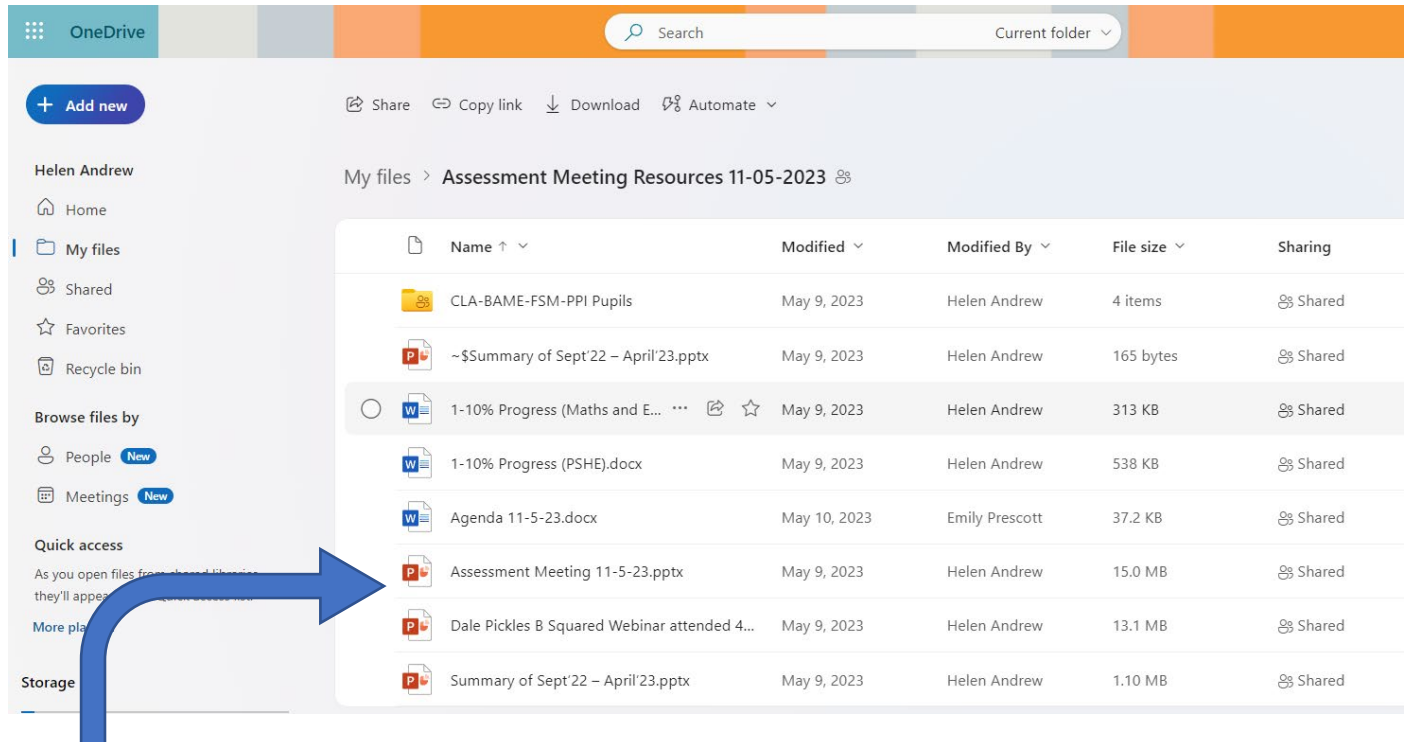 OneDrive
Search
Current folder
Add new
Share Copy link Download Automate
Helen Andrew
Home
My files
Shared
Favorites
Recycle bin
Browse files by
People New
Meetings New
Quick access
As you open files from
they'll appea
More pla
Storage
My files > Assessment Meeting Resources 11-05-2023
Name Modified Modified By File size Sharing
CLA-BAME-FSM-PPI Pupils May 9, 2023 Helen Andrew 4 items Shared
~$Summary of Sept'22 – April'23.pptx May 9, 2023 Helen Andrew 165 bytes Shared
1-10% Progress (Maths and E... ··· May 9, 2023 Helen Andrew 313 KB Shared
1-10% Progress (PSHE).docx May 9, 2023 Helen Andrew 538 KB Shared
Agenda 11-5-23.docx May 10, 2023 Emily Prescott 37.2 KB Shared
Assessment Meeting 11-5-23.pptx May 9, 2023 Helen Andrew 15.0 MB Shared
Dale Pickles B Squared Webinar attended 4... May 9, 2023 Helen Andrew 13.1 MB Shared
Summary of Sept'22 – April'23.pptx May 9, 2023 Helen Andrew 1.10 MB Shared